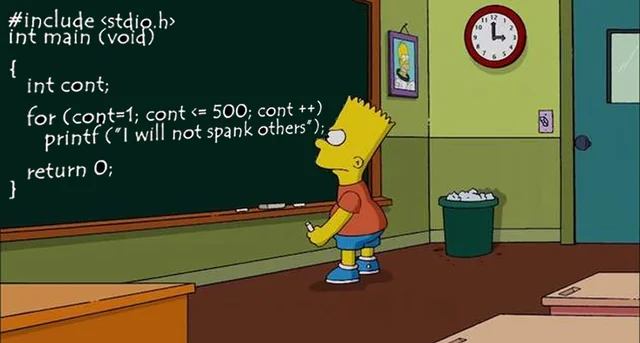 #include <stdio.h>
int main (void)
{
int cont;
for (cont=1; cont <= 500; cont ++)
printf ("I will not spank others");
return 0;
}